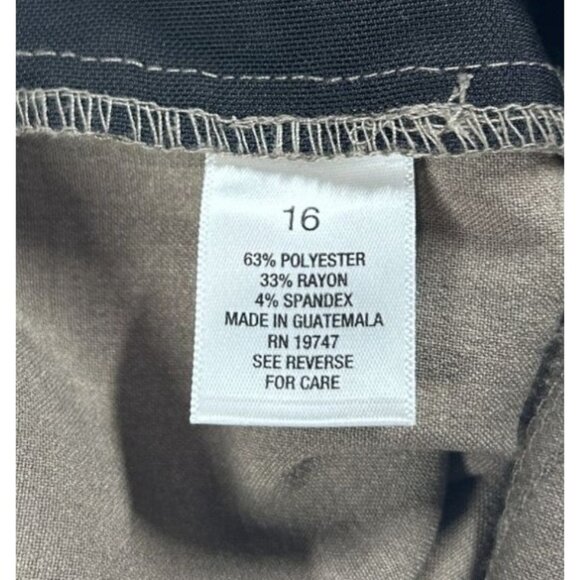 16
63% POLYESTER
33% RAYON
4% SPANDEX
MADE IN GUATEMALA
RN 19747
SEE REVERSE
FOR CARE